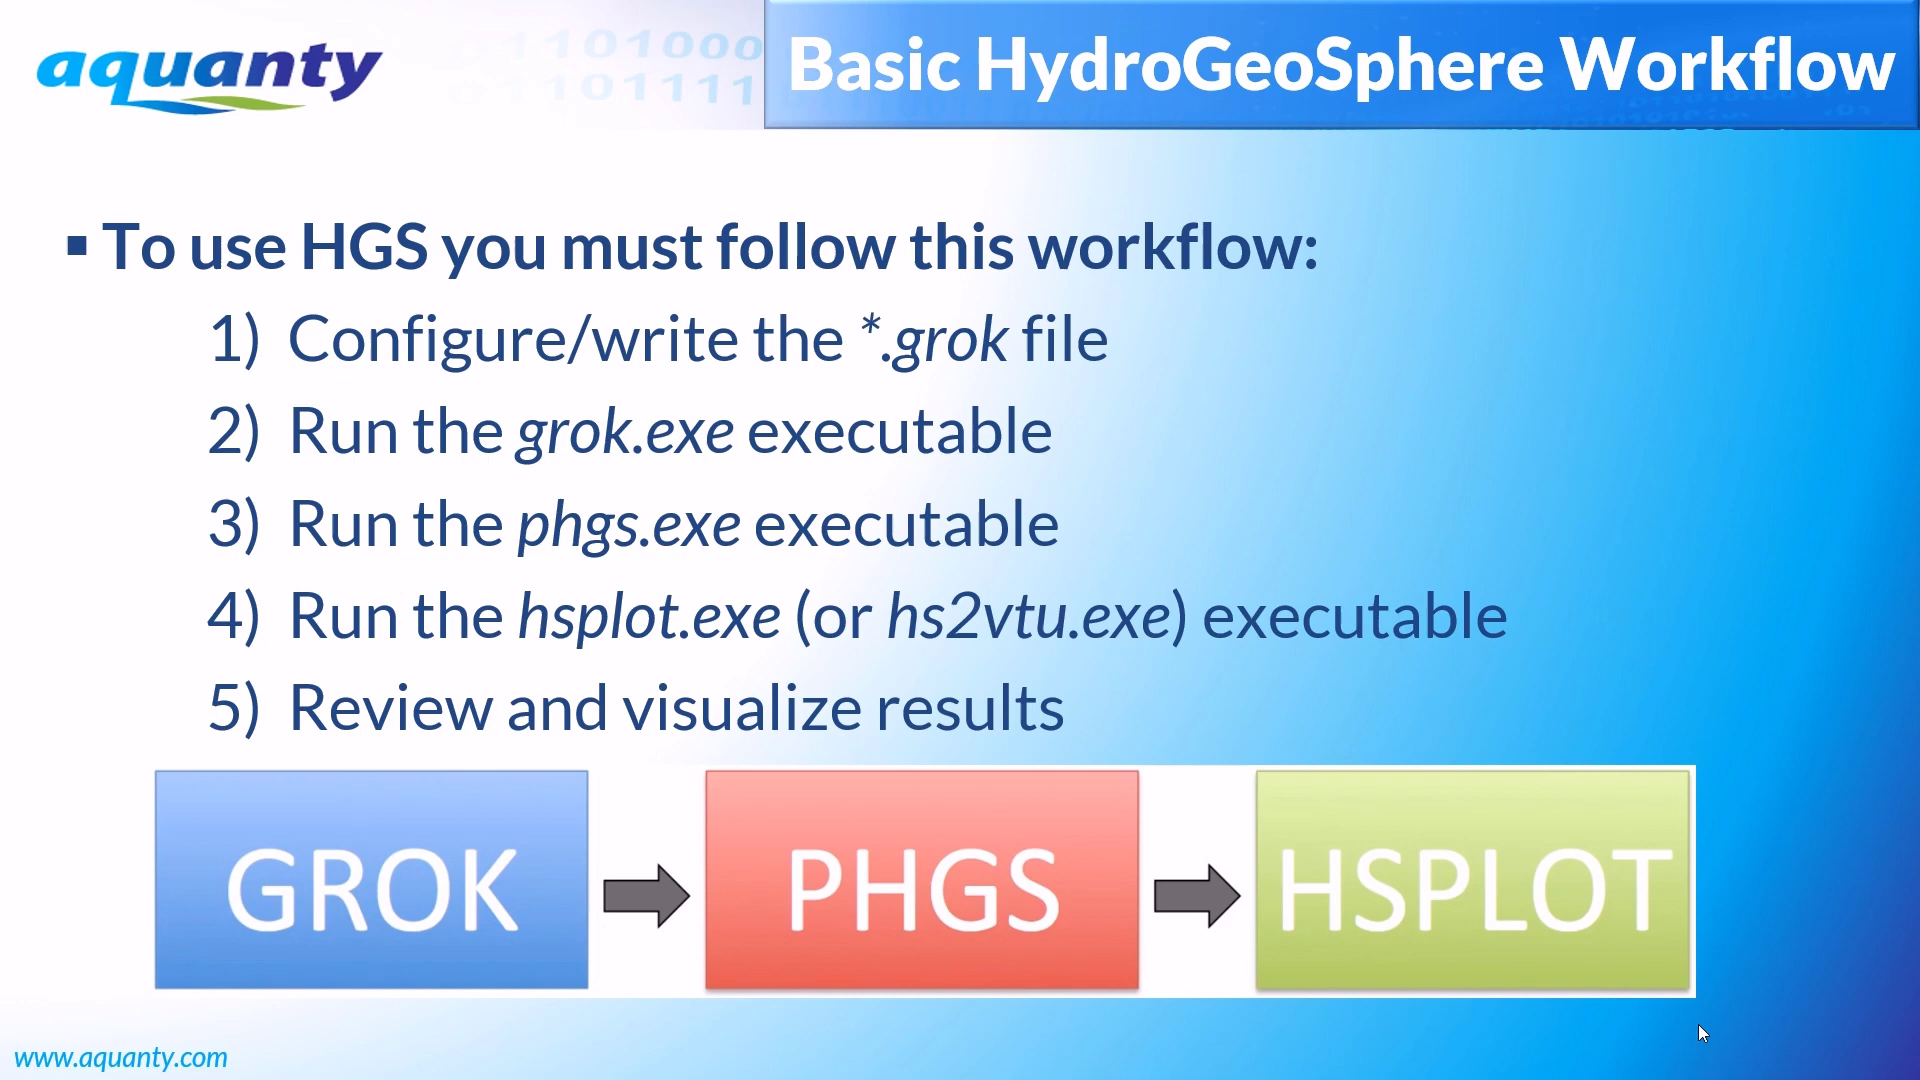 aquanty
1101000
1101111
Basic HydroGeoSphere Workflow
▪ To use HGS you must follow this workflow:
1) Configure/write the *.grok file
2) Run the grok.exe executable
3) Run the phgs.exe executable
4) Run the hsplot.exe (or hs2vtu.exe) executable
5) Review and visualize results
GROK
PHGS
HSPLOT
www.aquanty.com